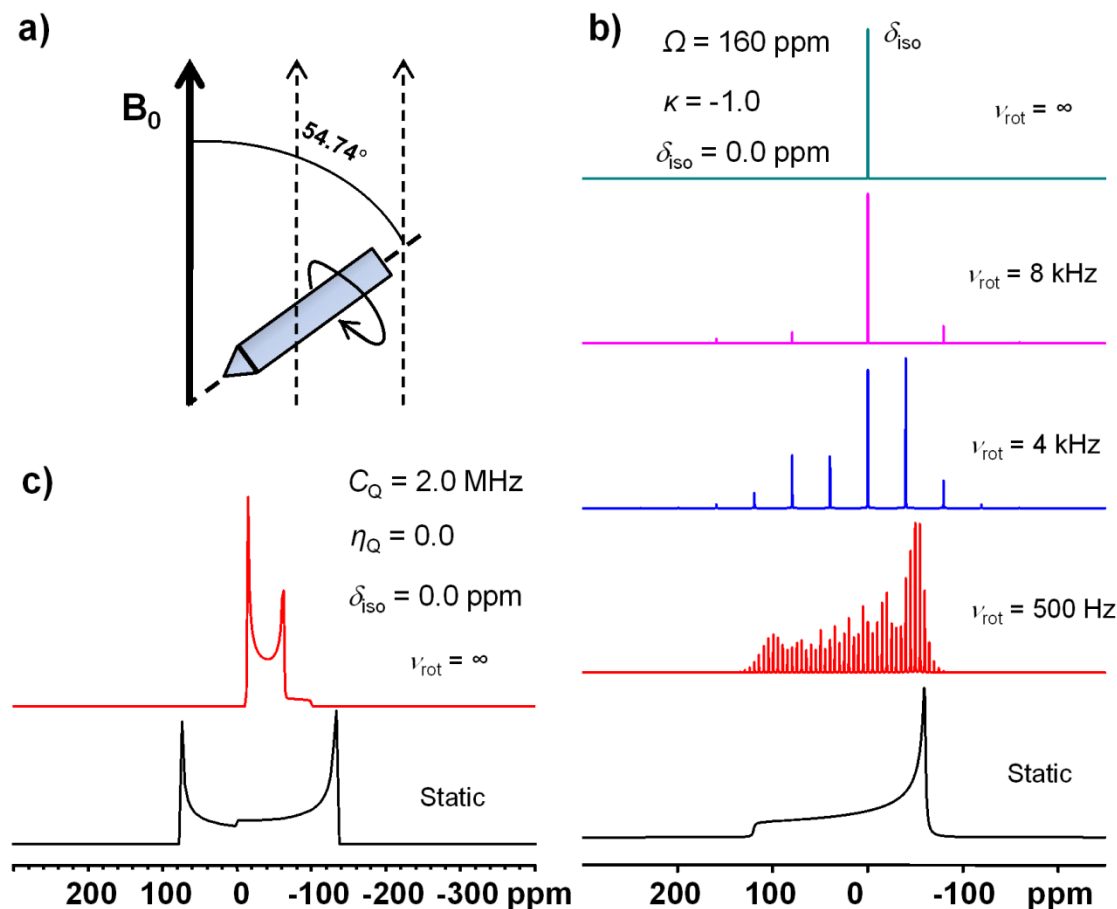 a)
B₀
54.74°
b)
Ω = 160 ppm
κ = -1.0
δiso = 0.0 ppm
δiso
νrot = ∞
νrot = 8 kHz
νrot = 4 kHz
νrot = 500 Hz
Static
300 200 100 0 -100 ppm
c)
CQ = 2.0 MHz
ηQ = 0.0
δiso = 0.0 ppm
νrot = ∞
Static
200 100 0 -100 -200 -300 ppm